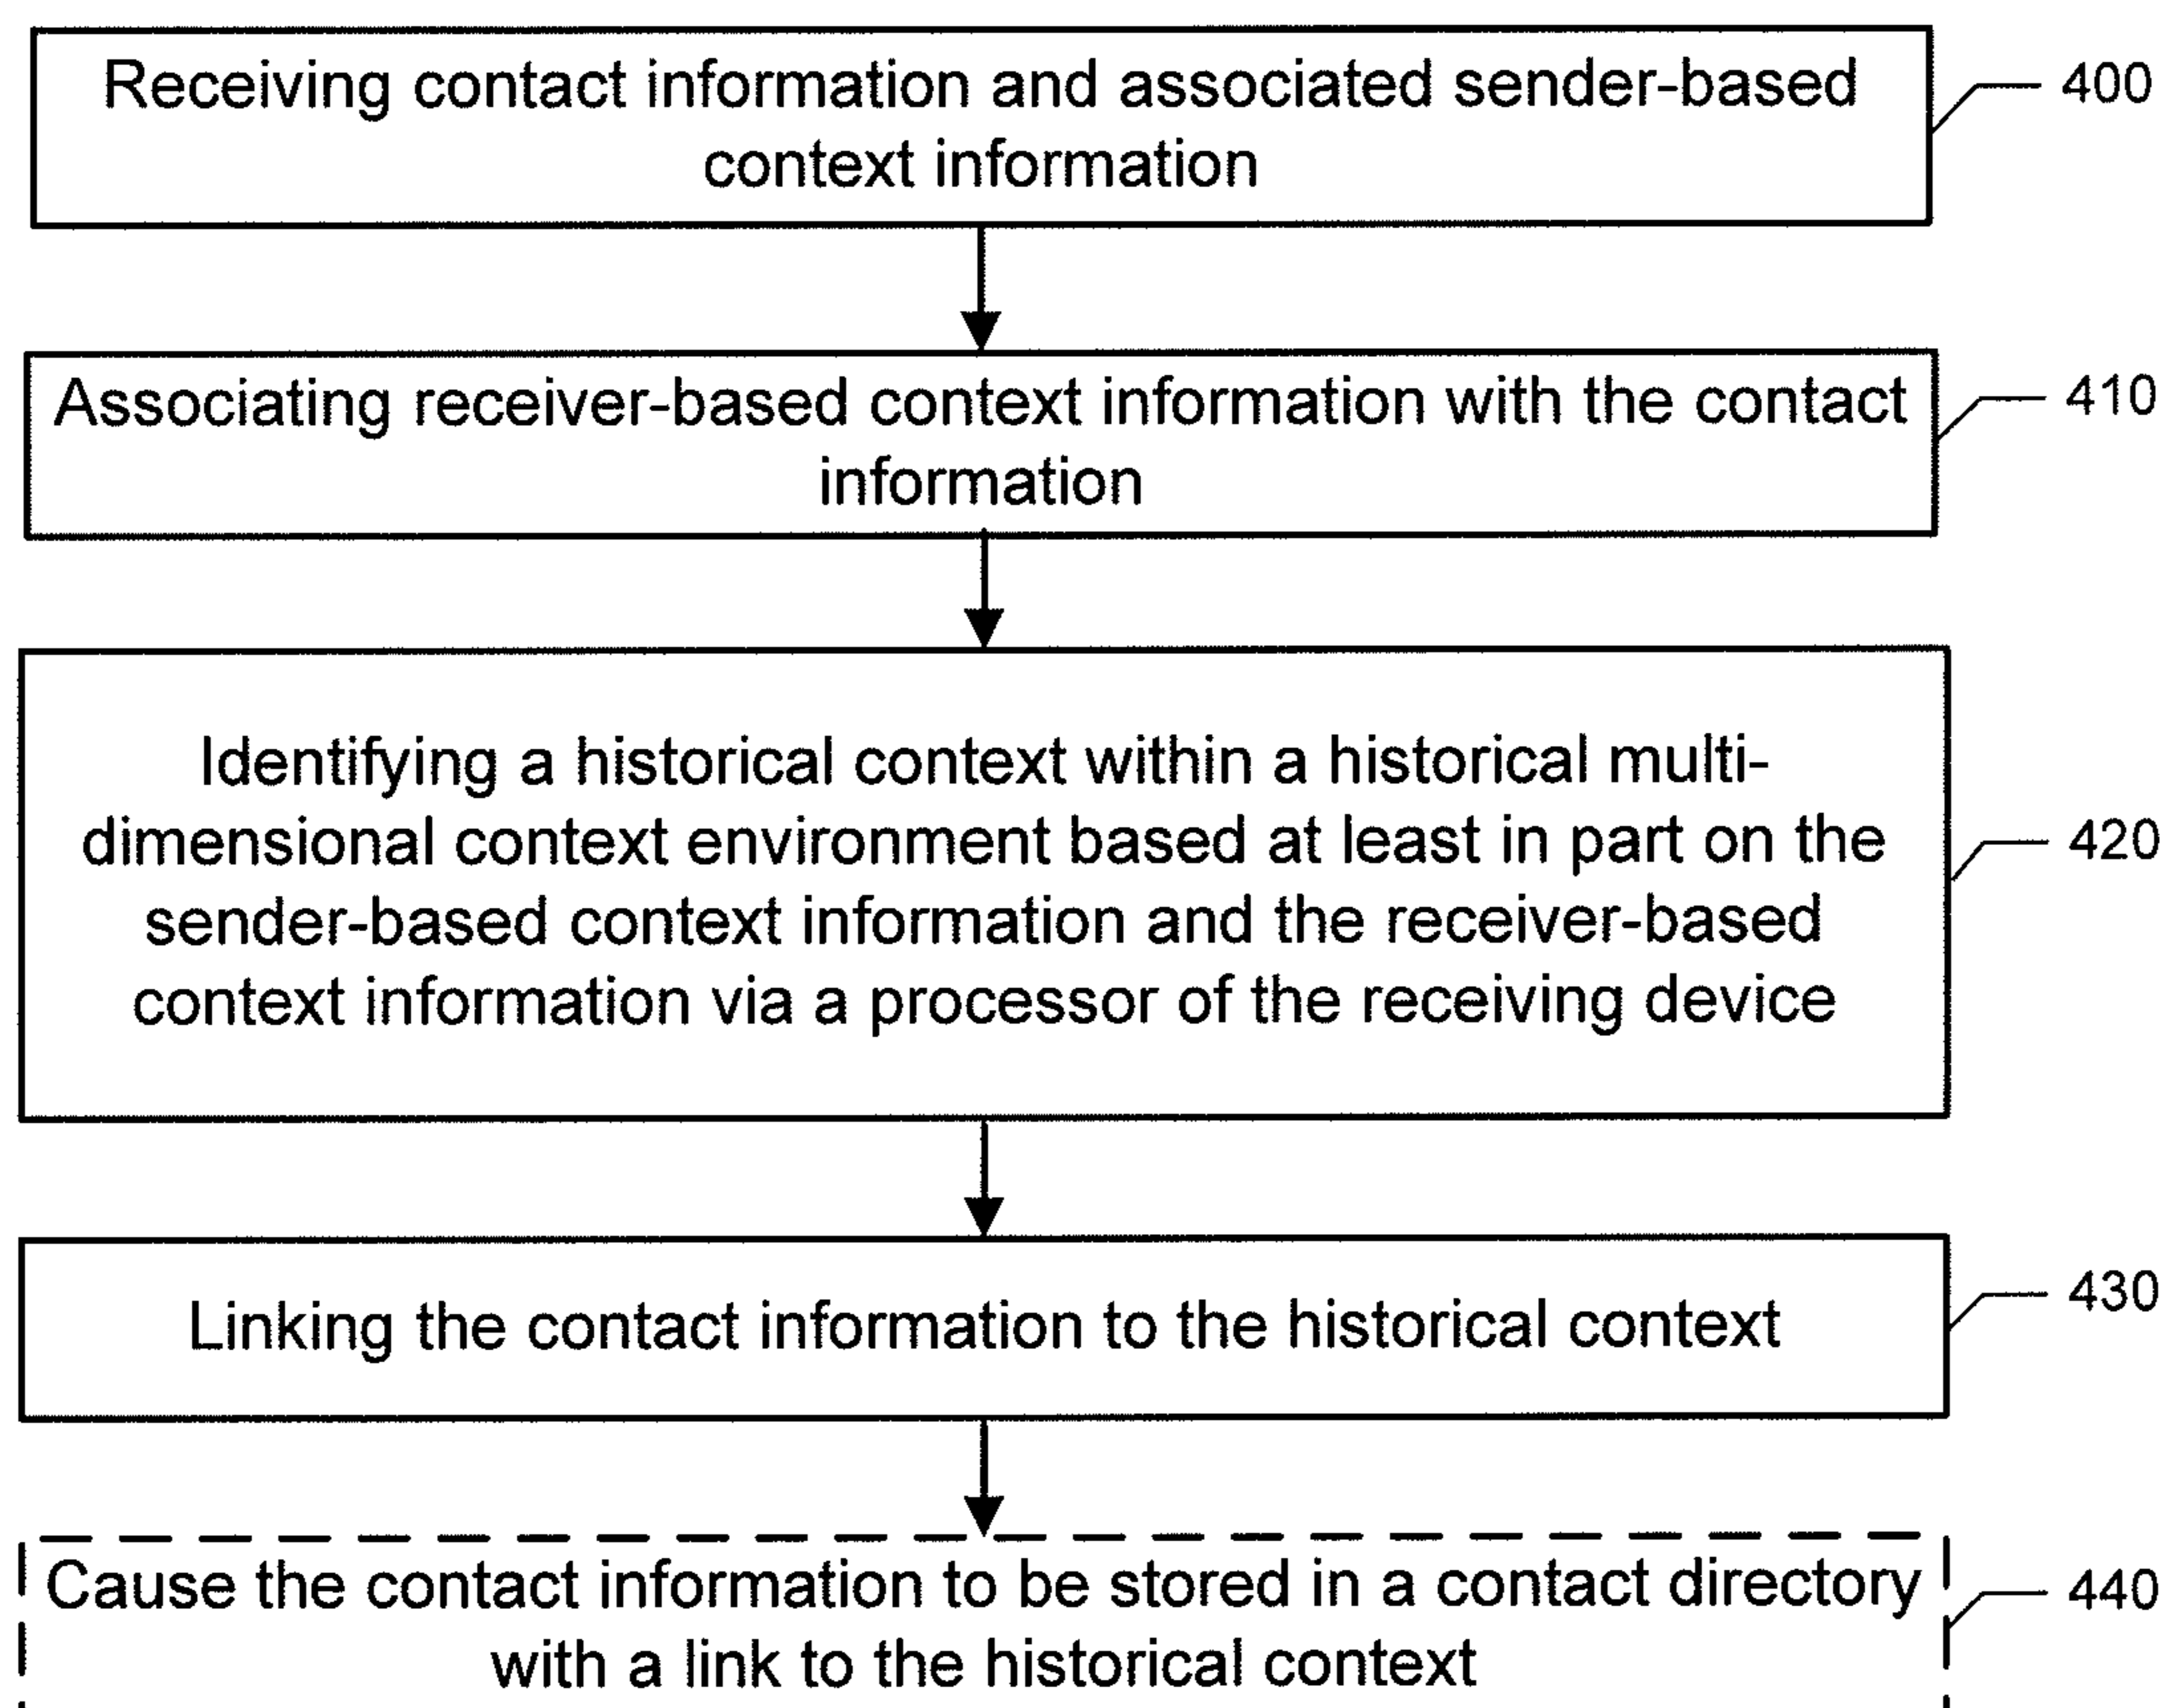 Receiving contact information and associated sender-based
context information
400
Associating receiver-based context information with the contact
information
410
Identifying a historical context within a historical multi-
dimensional context environment based at least in part on the
sender-based context information and the receiver-based
context information via a processor of the receiving device
420
Linking the contact information to the historical context
430
Cause the contact information to be stored in a contact directory
with a link to the historical context
440